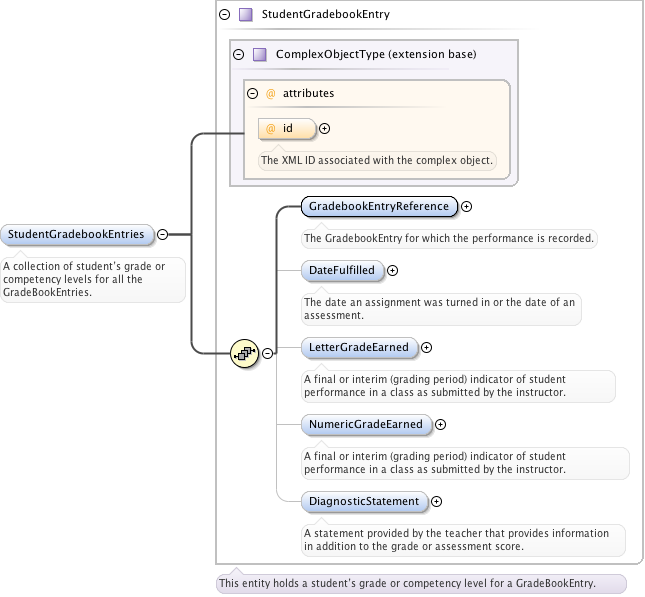 StudentGradebookEntry
ComplexObjectType (extension base)
@ attributes
@ id
The XML ID associated with the complex object.
StudentGradebookEntries
A collection of student's grade or
competency levels for all the
GradeBookEntries.
GradebookEntryReference
The GradebookEntry for which the performance is recorded.
DateFulfilled
The date an assignment was turned in or the date of an
assessment.
LetterGradeEarned
A final or interim (grading period) indicator of student
performance in a class as submitted by the instructor.
NumericGradeEarned
A final or interim (grading period) indicator of student
performance in a class as submitted by the instructor.
DiagnosticStatement
A statement provided by the teacher that provides information
in addition to the grade or assessment score.
This entity holds a student's grade or competency level for a GradeBookEntry.